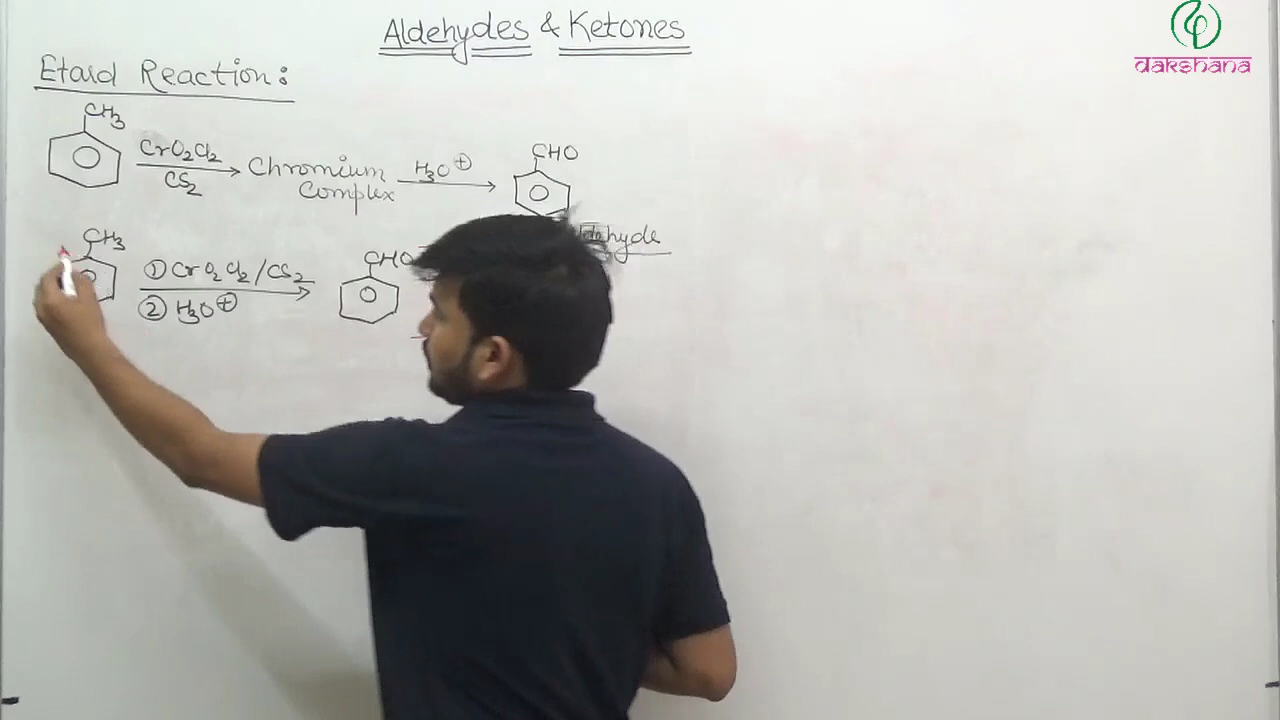 Aldehydes & Ketones
dakshana
Etard Reaction:
CH3
CrO2Cl2
CS2
Chromium
Complex
H3O⊕
CHO
CH3
① CrO2Cl2/CS2
② H3O⊕
CHO